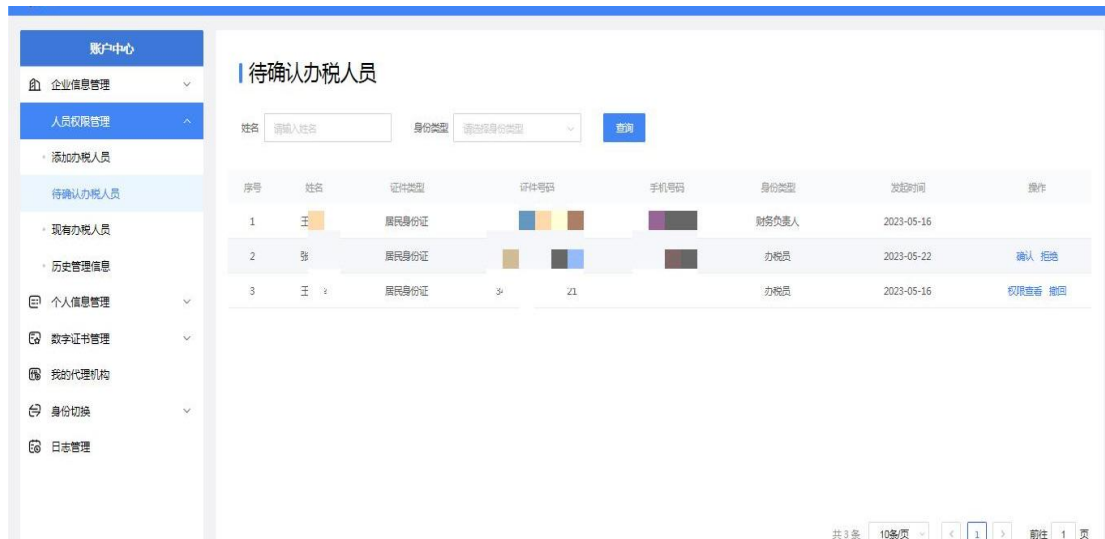 账户中心
企业信息管理
人员权限管理
添加办税人员
待确认办税人员
现有办税人员
历史管理信息
个人信息管理
数字证书管理
我的代理机构
身份切换
日志管理
待确认办税人员
姓名 请输入姓名 身份类型 请选择身份类型 查询
序号 姓名 证件类型 证件号码 手机号码 身份类型 发起时间 操作
1 王 居民身份证 财务负责人 2023-05-16
2 张 居民身份证 办税员 2023-05-22 确认 拒绝
3 王 居民身份证 21 办税员 2023-05-16 权限查看 撤回
共 3 条 10条/页 < 1 > 前往 1 页